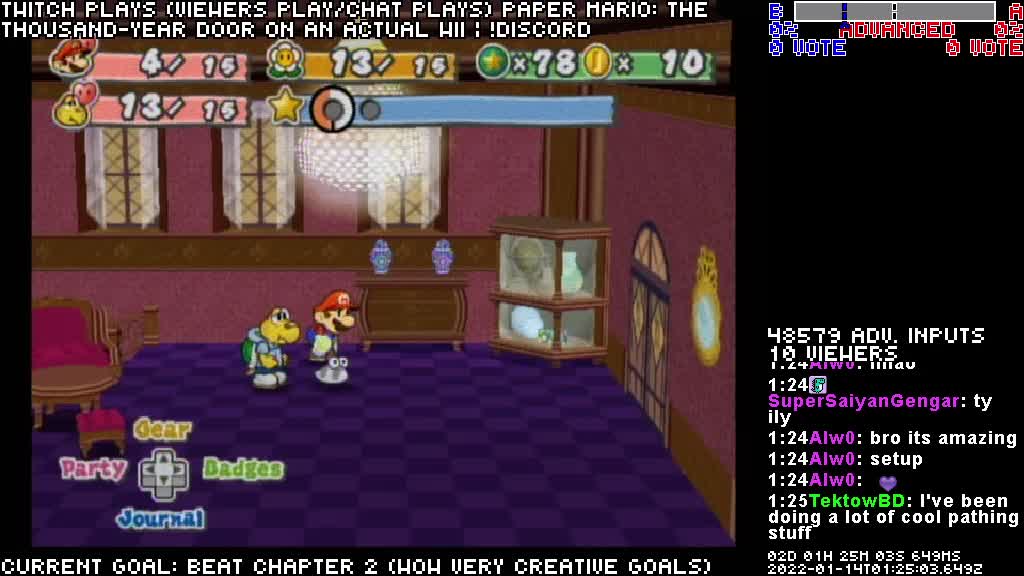 TWITCH PLAYS (VIEWERS PLAY/CHAT PLAYS) PAPER MARIO: THE
THOUSAND-YEAR DOOR ON AN ACTUAL WII | !DISCORD
B A
0% ADVANCED 0%
0 VOTE 0 VOTE
4/ 15 13/ 15 ×78 × 10
13/ 15
Gear
Party Badges
Journal
48579 ADV. INPUTS
10 VIEWERS
1:24
SuperSaiyanGengar: ty
ily
1:24Alw0: bro its amazing
1:24Alw0: setup
1:24Alw0:
1:25TektowBD: I've been
doing a lot of cool pathing
stuff
02D 01H 25M 03S 649MS
2022-01-14T01:25:03.649Z
CURRENT GOAL: BEAT CHAPTER 2 (WOW VERY CREATIVE GOALS)